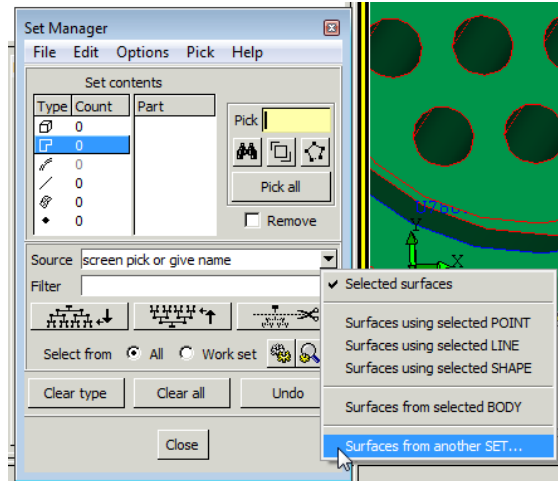 Set Manager
File Edit Options Pick Help
Set contents
Type Count Part
0
0
0
0
0
0
Pick
Pick all
Remove
Source screen pick or give name
Filter
Select from All Work set
Clear type Clear all Undo
Close
Y
X
Selected surfaces
Surfaces using selected POINT
Surfaces using selected LINE
Surfaces using selected SHAPE
Surfaces from selected BODY
Surfaces from another SET...